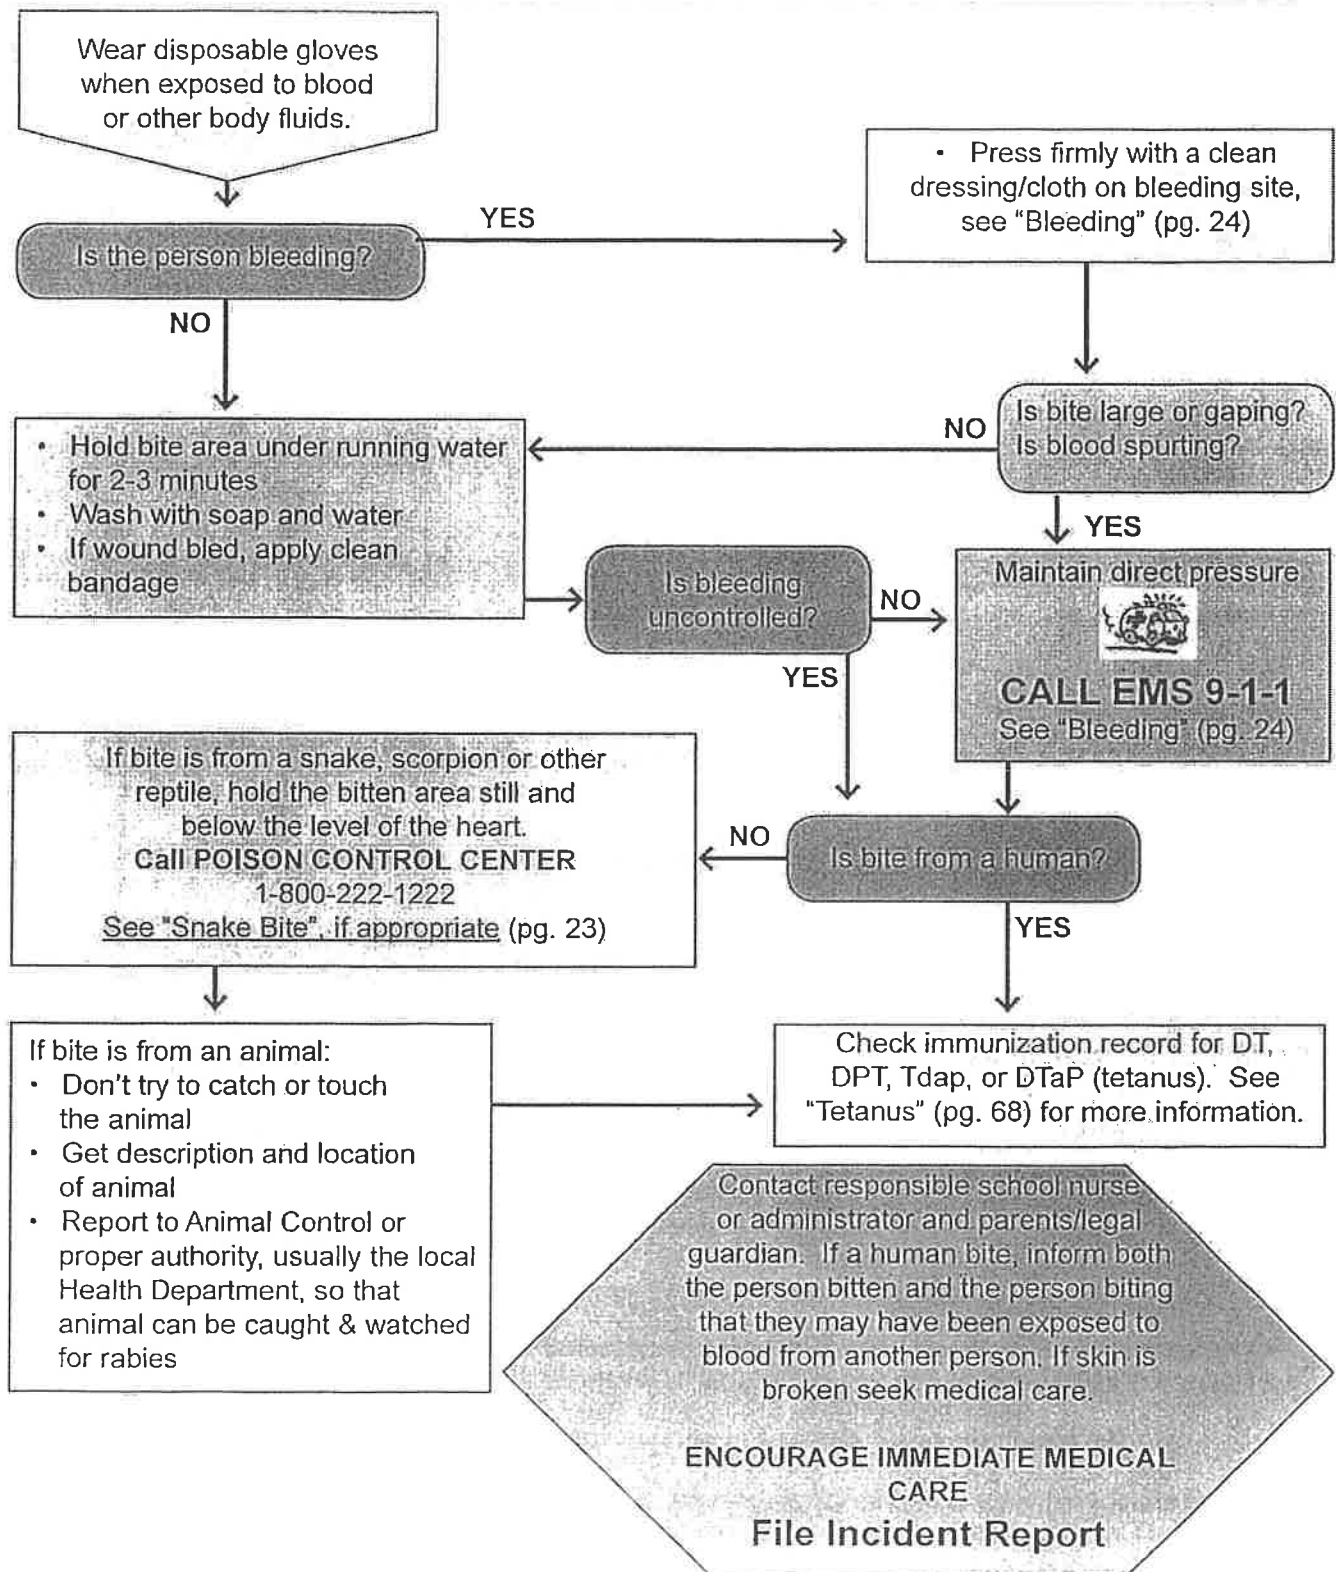 Wear disposable gloves
when exposed to blood
or other body fluids.
Is the person bleeding?
YES
• Press firmly with a clean
dressing/cloth on bleeding site,
see "Bleeding" (pg. 24)
NO
Is bite large or gaping?
Is blood spurting?
NO
YES
• Hold bite area under running water
for 2-3 minutes
• Wash with soap and water
• If wound bled, apply clean
bandage
Is bleeding
uncontrolled?
NO
YES
Maintain direct pressure
CALL EMS 9-1-1
See "Bleeding" (pg. 24)
If bite is from a snake, scorpion or other
reptile, hold the bitten area still and
below the level of the heart.
Call POISON CONTROL CENTER
1-800-222-1222
See "Snake Bite", if appropriate (pg. 23)
NO
Is bite from a human?
YES
If bite is from an animal:
• Don't try to catch or touch
the animal
• Get description and location
of animal
• Report to Animal Control or
proper authority, usually the local
Health Department, so that
animal can be caught & watched
for rabies
Check immunization record for DT,
DPT, Tdap, or DTaP (tetanus). See
"Tetanus" (pg. 68) for more information.
Contact responsible school nurse
or administrator and parents/legal
guardian. If a human bite, inform both
the person bitten and the person biting
that they may have been exposed to
blood from another person. If skin is
broken seek medical care.
ENCOURAGE IMMEDIATE MEDICAL
CARE
File Incident Report